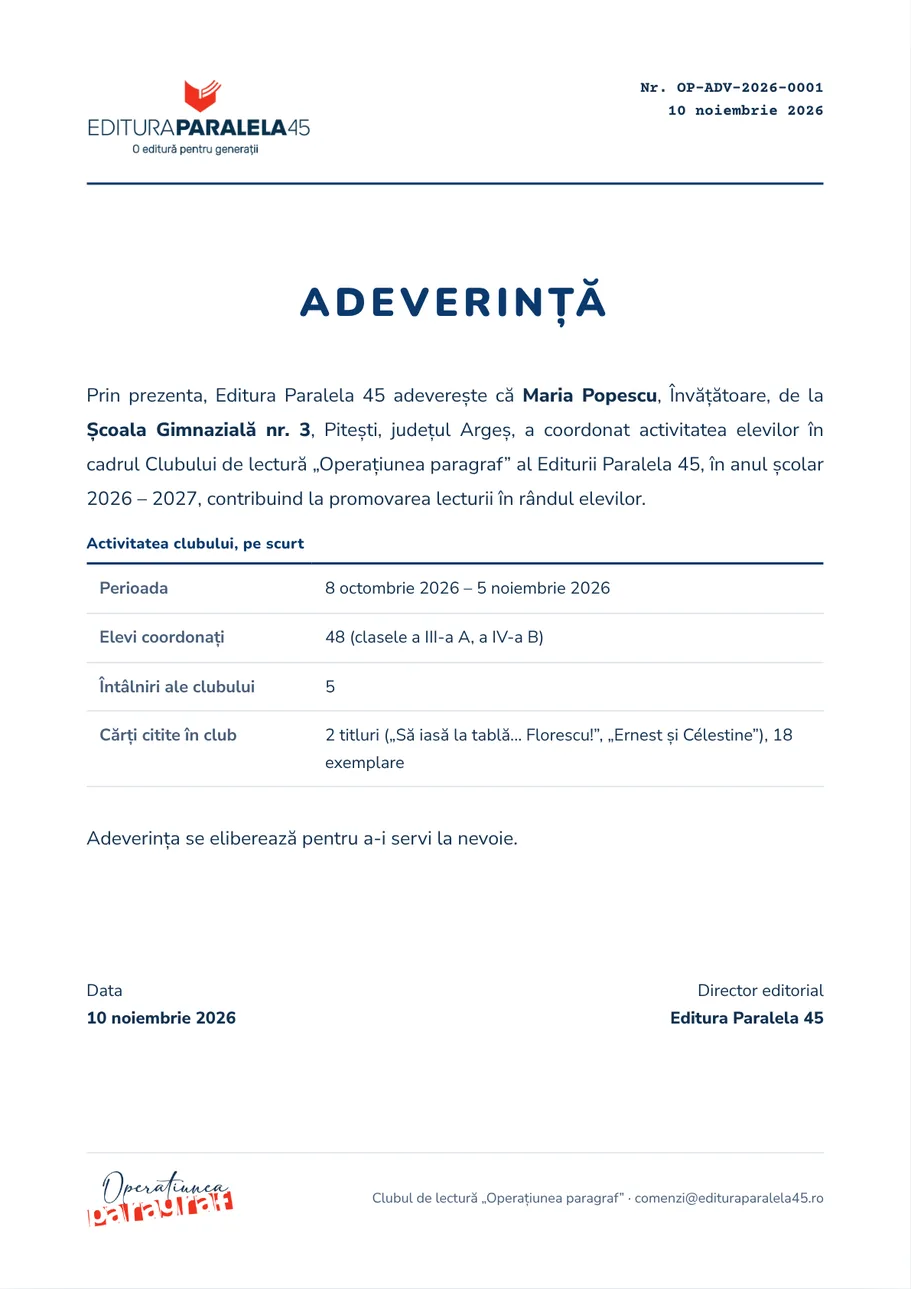 Nr. OP-ADV-2026-0001
10 noiembrie 2026
EDITURAPARALELA45
O editură pentru generații
ADEVERINȚĂ
Prin prezenta, Editura Paralela 45 adeverește că Maria Popescu, Învățătoare, de la
Școala Gimnazială nr. 3, Pitești, județul Argeș, a coordonat activitatea elevilor în
cadrul Clubului de lectură „Operațiunea paragraf” al Editurii Paralela 45, în anul școlar
2026 – 2027, contribuind la promovarea lecturii în rândul elevilor.
Activitatea clubului, pe scurt
Perioada 8 octombrie 2026 – 5 noiembrie 2026
Elevi coordonați 48 (clasele a III-a A, a IV-a B)
Întâlniri ale clubului 5
Cărți citite în club 2 titluri („Să iasă la tablă... Florescu!”, „Ernest și Célestine”), 18
exemplare
Adeverința se eliberează pentru a-i servi la nevoie.
Data
10 noiembrie 2026
Director editorial
Editura Paralela 45
Operațiunea
paragraf
Clubul de lectură „Operațiunea paragraf” · comenzi@edituraparalela45.ro